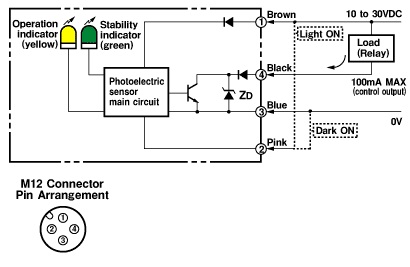 Operation
indicator
(yellow)
Stability
indicator
(green)
① Brown
10 to 30VDC
Light ON
Load
(Relay)
Photoelectric
sensor
main circuit
④ Black
100mA MAX
(control output)
ZD
③ Blue
0V
Dark ON
② Pink
M12 Connector
Pin Arrangement
①
② ④
③